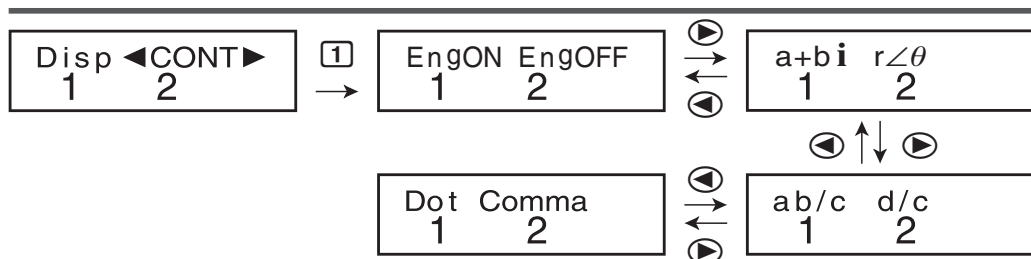 Disp ◀CONT▶
1 2
1
EngON EngOFF
1 2
a+bi r∠θ
1 2
Dot Comma
1 2
ab/c d/c
1 2